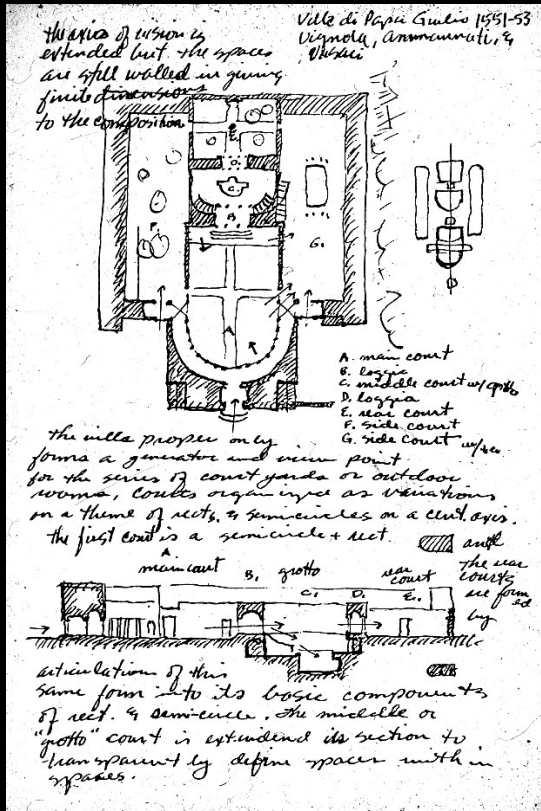 the axis of vision is
extended but the spaces
are still walled in giving
finite dimensions
to the composition
Villa di Papa Giulio 1551-53
Vignola, Ammannati, &
Vasari
A. main court
B. loggia
C. middle court w/ grotto
D. loggia
E. rear court
F. side court
G. side court
E.
D.
C.
B.
F.
G.
A
the villa proper only
forms a generator and view point
for the series of court yards or outdoor
rooms, courts organized as variations
on a theme of rects. & semicircles on a cent. axis.
the first court is a semicircle + rect.
and
the rear
courts
are form
ed
by
A
main court
B.
grotto
C.
D.
rear
court
E.
articulation of this
same form into its basic components
of rect. & semi-circle. the middle or
"grotto" court is extended its section to
transparently define spaces within
spaces.